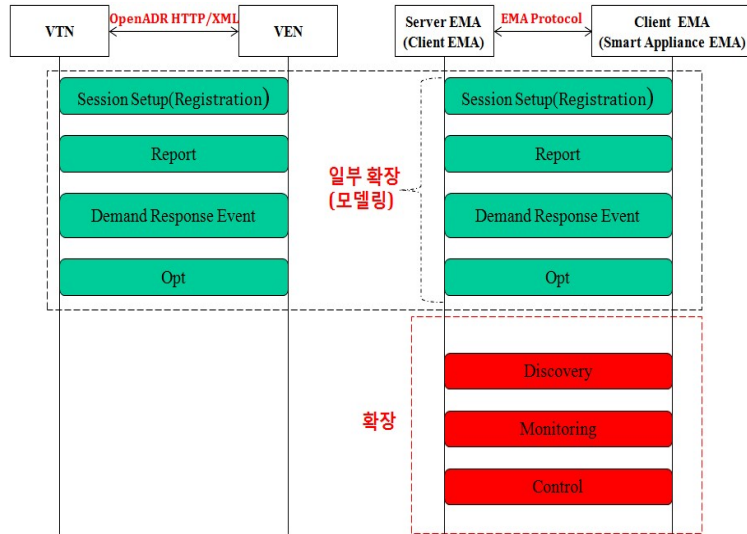 VTN
OpenADR HTTP/XML
VEN
Server EMA
(Client EMA)
EMA Protocol
Client EMA
(Smart Appliance EMA)
Session Setup(Registration)
Session Setup(Registration)
Report
Report
일부 확장
(모델링)
Demand Response Event
Demand Response Event
Opt
Opt
Discovery
확장
Monitoring
Control